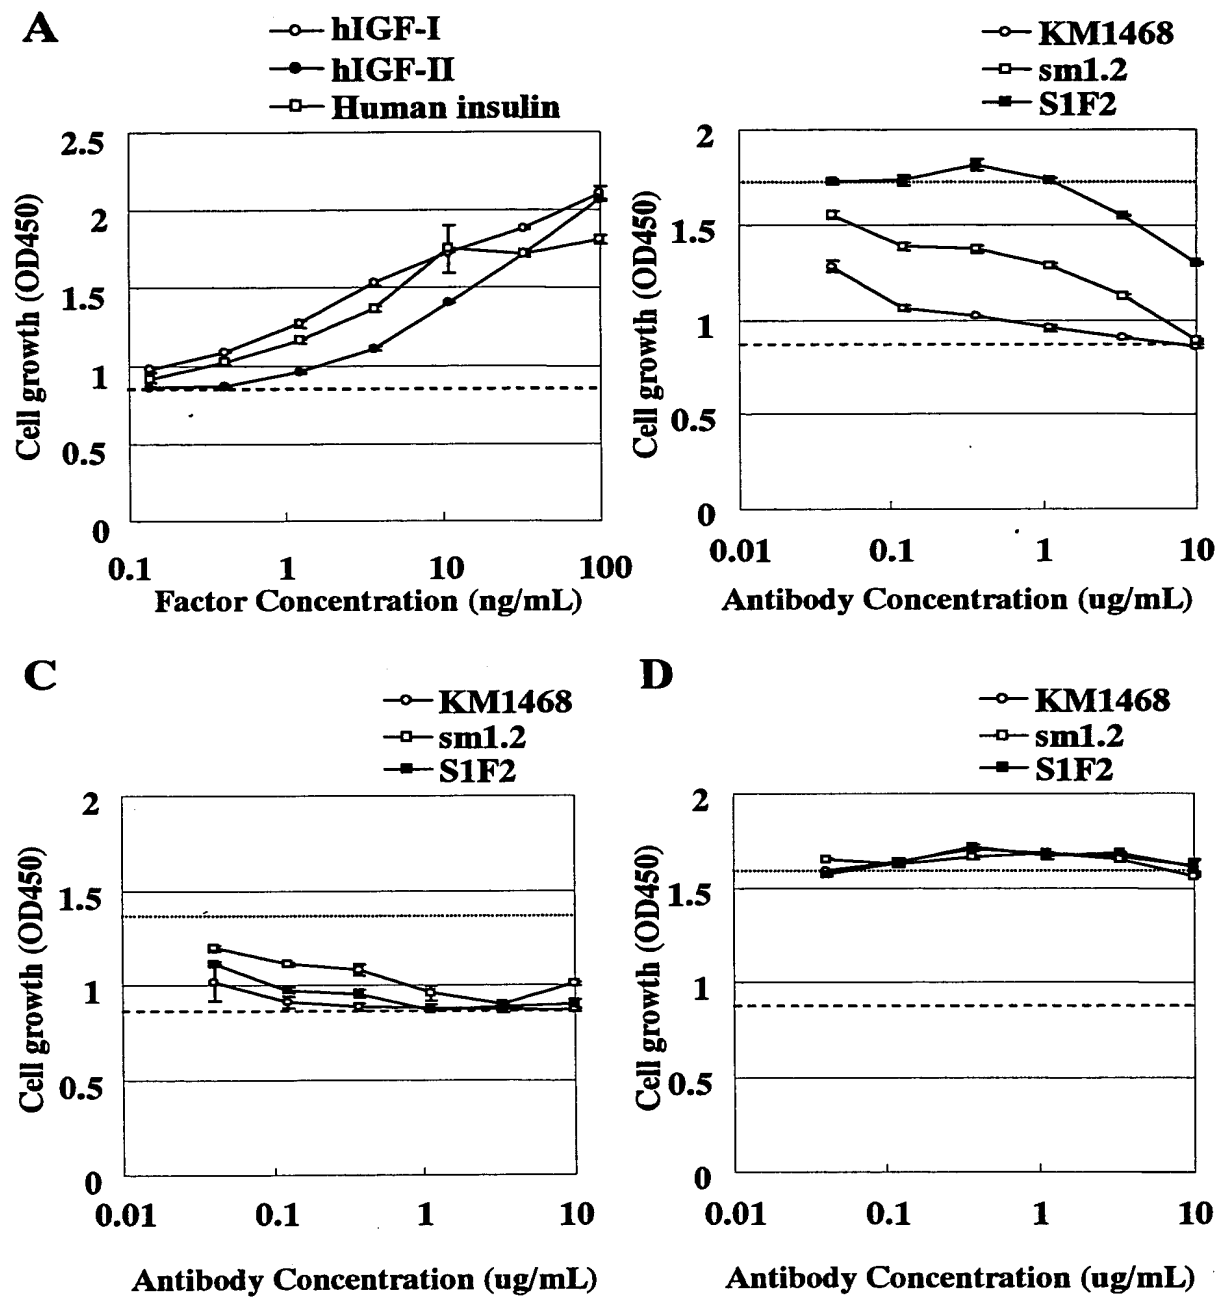 A
hIGF-I
hIGF-II
Human insulin
2.5
2
1.5
1
0.5
0
0.1
1
10
100
Cell growth (OD450)
Factor Concentration (ng/mL)
KM1468
sm1.2
S1F2
2
1.5
1
0.5
0
0.01
0.1
1
10
Cell growth (OD450)
Antibody Concentration (ug/mL)
C
KM1468
sm1.2
S1F2
2
1.5
1
0.5
0
0.01
0.1
1
10
Cell growth (OD450)
Antibody Concentration (ug/mL)
D
KM1468
sm1.2
S1F2
2
1.5
1
0.5
0
0.01
0.1
1
10
Cell growth (OD450)
Antibody Concentration (ug/mL)